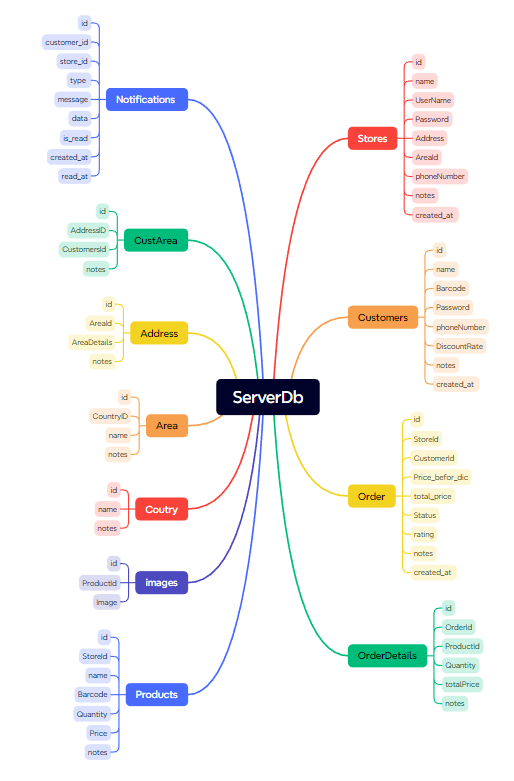 ServerDb
Notifications
id
customer_id
store_id
type
message
data
is_read
created_at
read_at
CustArea
id
AddressID
CustomersId
notes
Address
id
AreaId
AreaDetails
notes
Area
id
CountryID
name
notes
Coutry
id
name
notes
images
id
ProductId
Image
Products
id
StoreId
name
Barcode
Quantity
Price
notes
Stores
id
name
UserName
Password
Address
AreaId
phoneNumber
notes
created_at
Customers
id
name
Barcode
Password
phoneNumber
DiscountRate
notes
created_at
Order
id
StoreId
CustomerId
Price_befor_dic
total_price
Status
rating
notes
created_at
OrderDetails
id
OrderId
ProductId
Quantity
totalPrice
notes